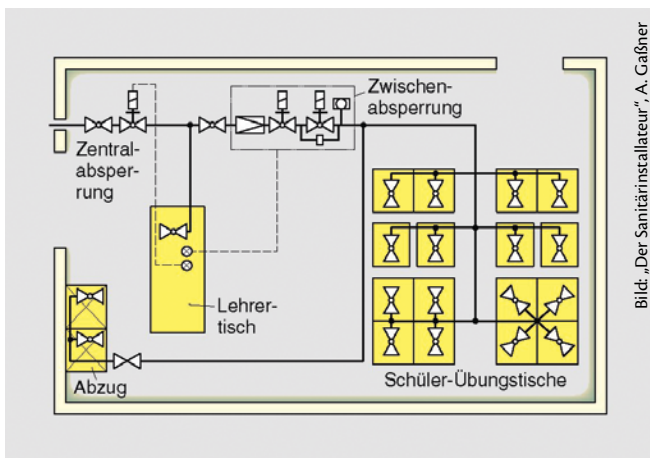 Zwischen-
absperrung
Zentral-
absper-
rung
Lehrer-
tisch
Abzug
Schüler-Übungstische
Bild: „Der Sanitärinstallateur", A. Gaßner